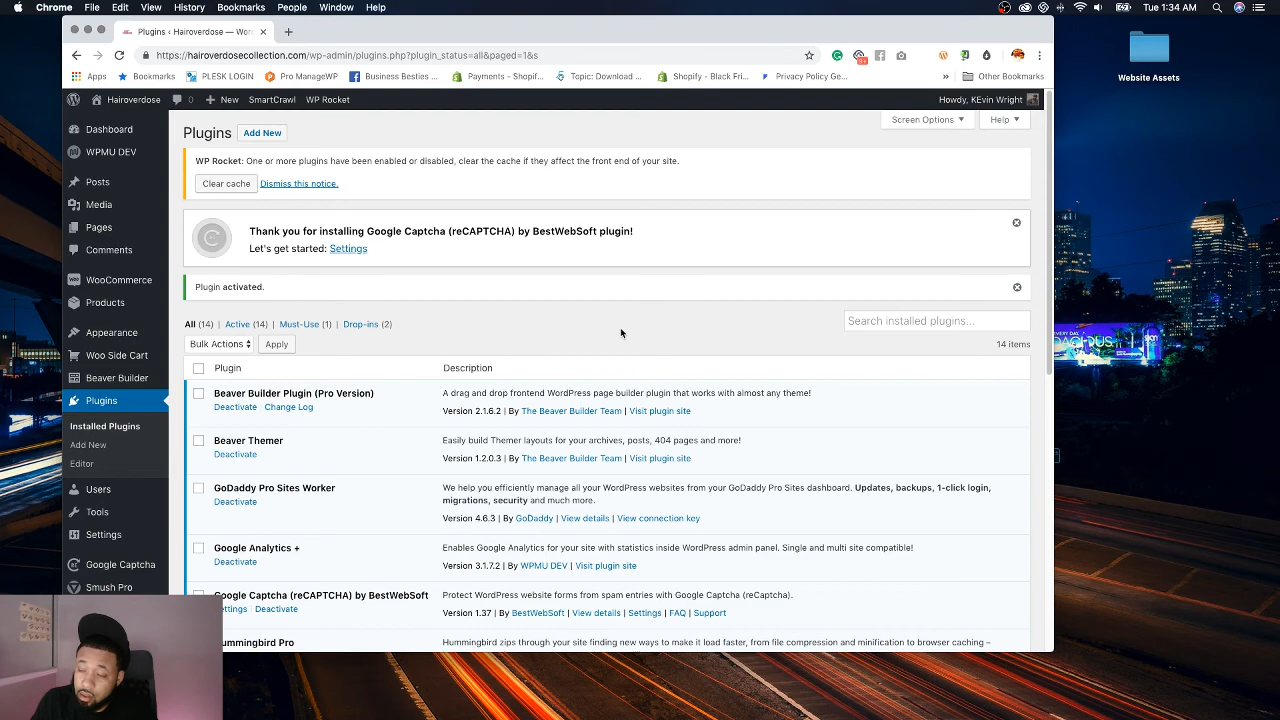 Chrome File Edit View History Bookmarks People Window Help Tue 1:34 AM
Plugins ‹ Hairoverdose — Wor
https://hairoverdosecollection.com/wp-admin/plugins.php?plugin_status=all&paged=1&s
Apps Bookmarks PLESK LOGIN Pro ManageWP Business Besties ... Payments - Shopif... Topic: Download ... Shopify - Black Fri... Privacy Policy Ge... » Other Bookmarks
Hairoverdose 0 New SmartCrawl WP Rocket Howdy, KEvin Wright
Website Assets
Dashboard
WPMU DEV
Posts
Media
Pages
Comments
WooCommerce
Products
Appearance
Woo Side Cart
Beaver Builder
Plugins
Installed Plugins
Add New
Editor
Users
Tools
Settings
Google Captcha
Smush Pro
Screen Options Help
Plugins Add New
WP Rocket: One or more plugins have been enabled or disabled, clear the cache if they affect the front end of your site.
Clear cache Dismiss this notice.
Thank you for installing Google Captcha (reCAPTCHA) by BestWebSoft plugin!
Let's get started: Settings
Plugin activated.
All (14) | Active (14) | Must-Use (1) | Drop-ins (2)
Search installed plugins...
Bulk Actions Apply 14 items
Plugin Description
Beaver Builder Plugin (Pro Version) A drag and drop frontend WordPress page builder plugin that works with almost any theme!
Deactivate | Change Log Version 2.1.6.2 | By The Beaver Builder Team | Visit plugin site
Beaver Themer Easily build Themer layouts for your archives, posts, 404 pages and more!
Deactivate Version 1.2.0.3 | By The Beaver Builder Team | Visit plugin site
GoDaddy Pro Sites Worker We help you efficiently manage all your WordPress websites from your GoDaddy Pro Sites dashboard. Updates, backups, 1-click login,
Deactivate migrations, security and much more.
Version 4.6.3 | By GoDaddy | View details | View connection key
Google Analytics + Enables Google Analytics for your site with statistics inside WordPress admin panel. Single and multi site compatible!
Deactivate Version 3.1.7.2 | By WPMU DEV | Visit plugin site
Google Captcha (reCAPTCHA) by BestWebSoft Protect WordPress website forms from spam entries with Google Captcha (reCaptcha).
ettings | Deactivate Version 1.37 | By BestWebSoft | View details | Settings | FAQ | Support
ummingbird Pro Hummingbird zips through your site finding new ways to make it load faster, from file compression and minification to browser caching –